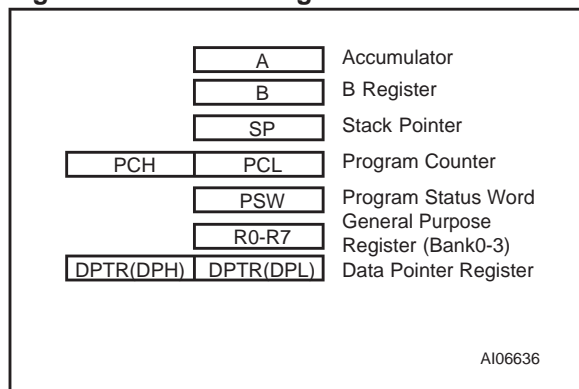 A Accumulator
B B Register
SP Stack Pointer
PCH PCL Program Counter
PSW Program Status Word
R0-R7 General Purpose
Register (Bank0-3)
DPTR(DPH) DPTR(DPL) Data Pointer Register
AI06636